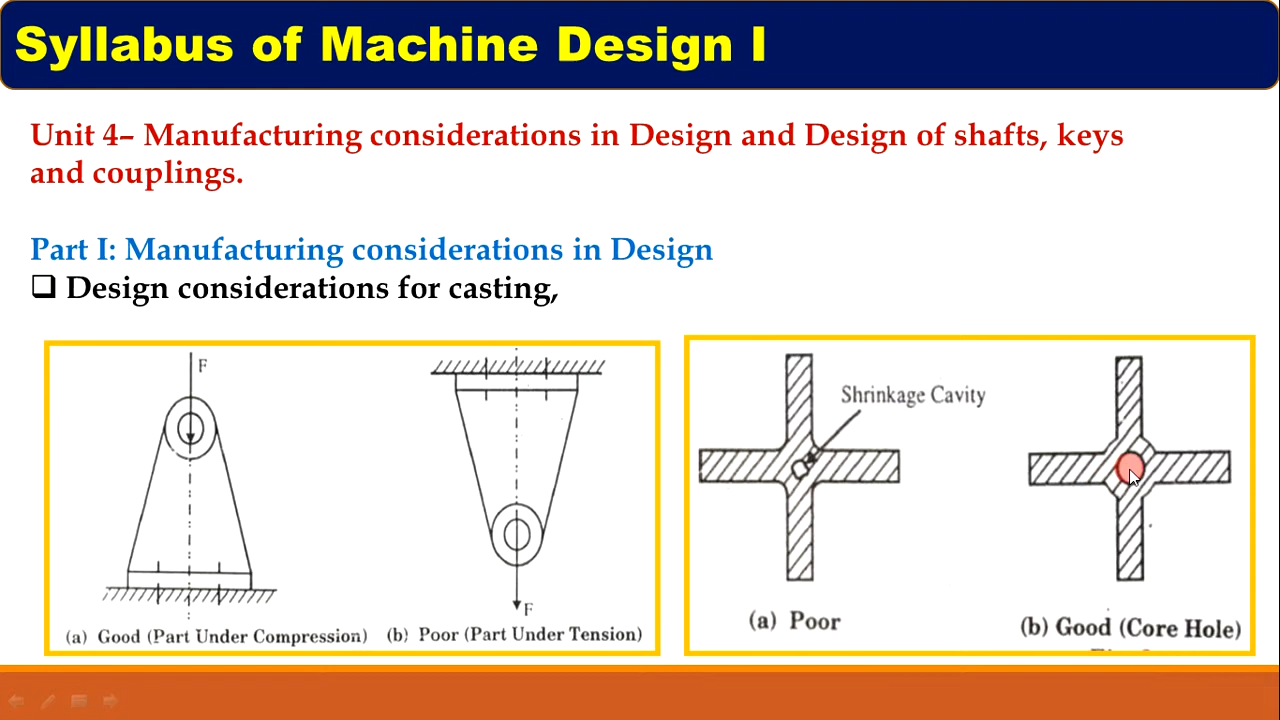 Syllabus of Machine Design I
Unit 4– Manufacturing considerations in Design and Design of shafts, keys
and couplings.
Part I: Manufacturing considerations in Design
❑ Design considerations for casting,
F
F
(a) Good (Part Under Compression)
(b) Poor (Part Under Tension)
Shrinkage Cavity
(a) Poor
(b) Good (Core Hole)